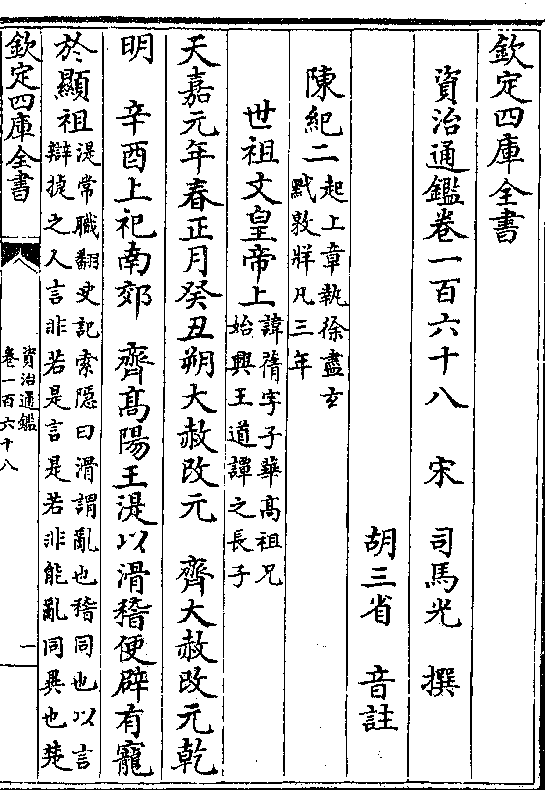 欽定四庫全書
資治通鑑卷一百六十八　宋　司馬光　撰
胡三省　音註
陳紀二起上章執徐盡玄
黓敦牂凡三年
世祖文皇帝上諱蒨字子華高祖兄
始興王道譚之長子
天嘉元年春正月癸丑朔大赦改元　齊大赦改元乾
明　辛酉上祀南郊　齊高陽王湜以滑稽便辟有寵
於顯祖湜常職翻史記索隱曰滑謂亂也稽同也以言
辯捷之人言非若是言是若非能亂同異也楚
欽定四庫全書
資治通鑑
卷一百六十八
一